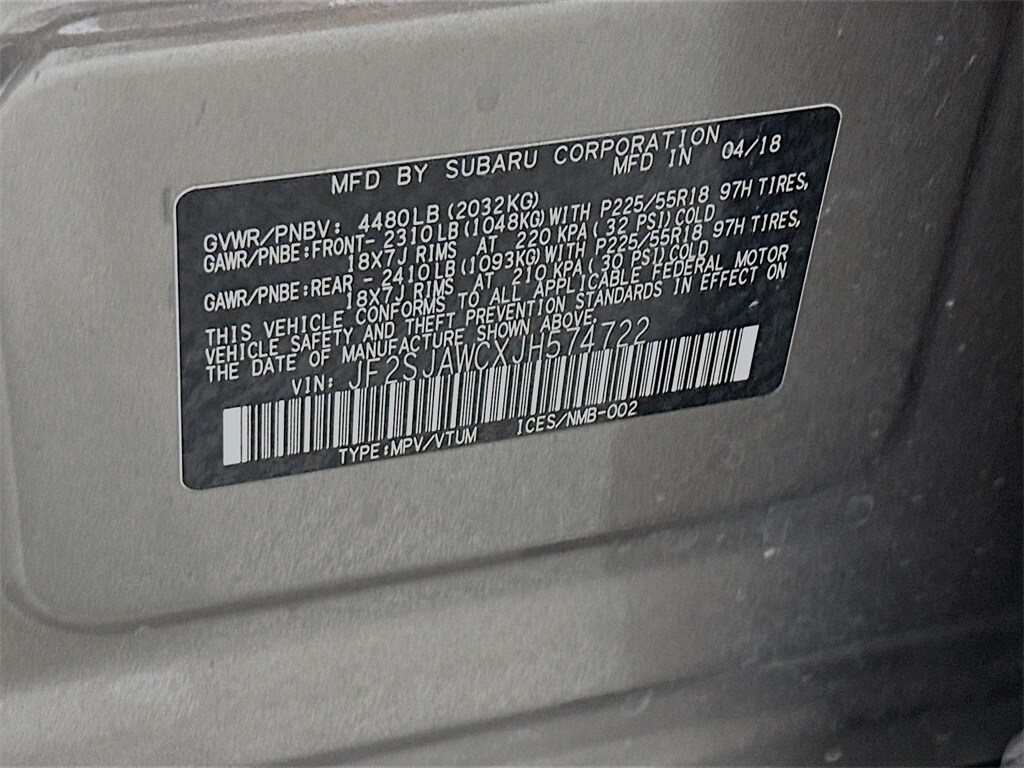 MFD BY SUBARU CORPORATION
MFD IN 04/18
GVWR/PNBV: 4480LB(2032KG)
GAWR/PNBE:FRONT- 2310LB(1048KG)WITH P225/55R18 97H TIRES,
18X7J RIMS AT 220 KPA(32 PSI)COLD
GAWR/PNBE:REAR - 2410LB(1093KG)WITH P225/55R18 97H TIRES,
18X7J RIMS AT 210 KPA(30 PSI)COLD.
THIS VEHICLE CONFORMS TO ALL APPLICABLE FEDERAL MOTOR
VEHICLE SAFETY AND THEFT PREVENTION STANDARDS IN EFFECT ON
THE DATE OF MANUFACTURE SHOWN ABOVE.
VIN: JF2SJAWCXJH574722
TYPE:MPV/VTUM ICES/NMB-002